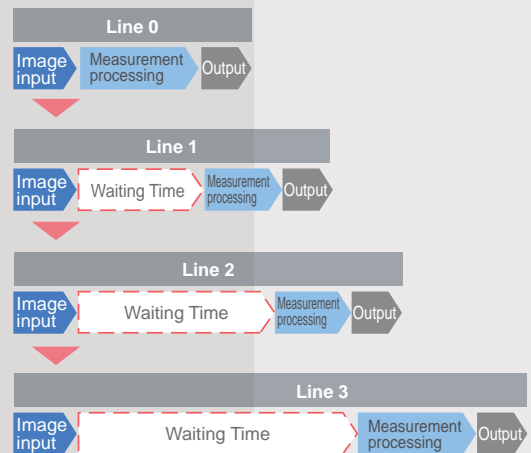 Line 0
Image
input
Measurement
processing
Output
Line 1
Image
input
Waiting Time
Measurement
processing
Output
Line 2
Image
input
Waiting Time
Measurement
processing
Output
Line 3
Image
input
Waiting Time
Measurement
processing
Output